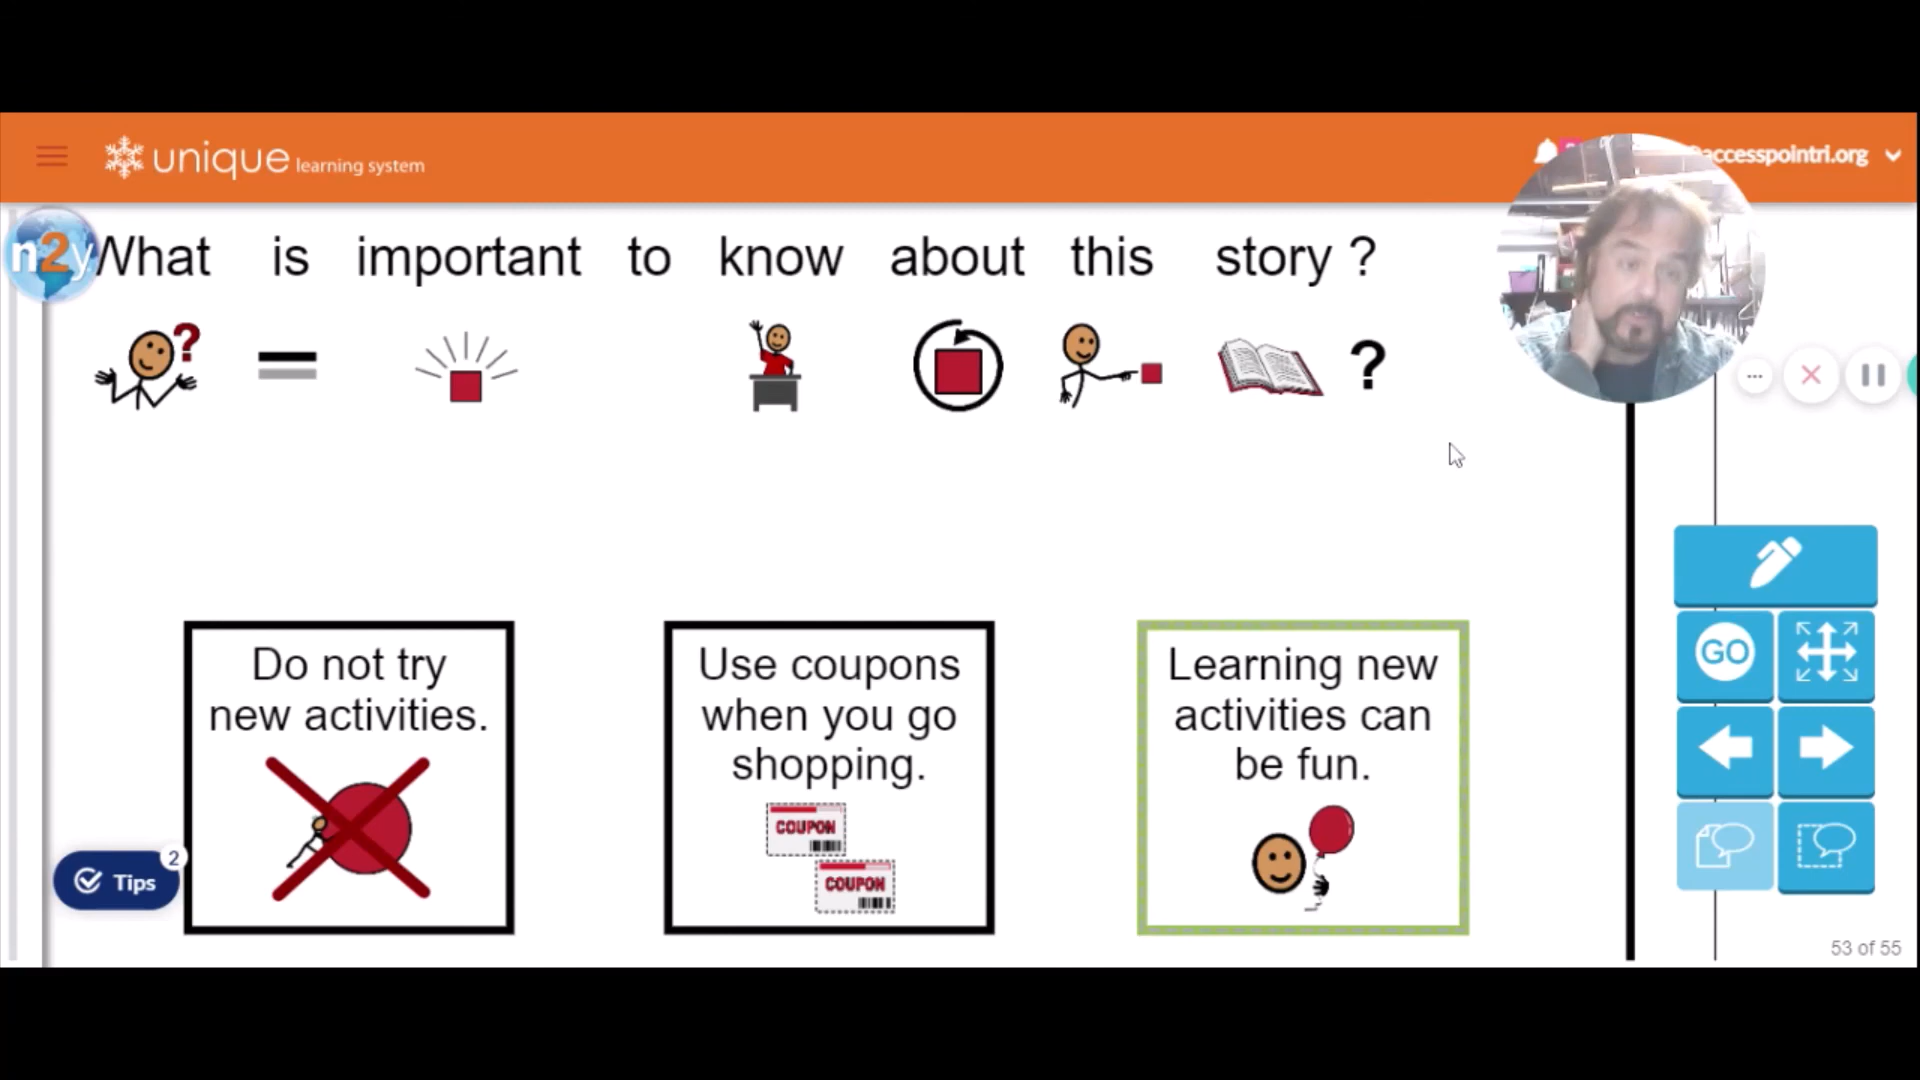 unique learning system
accesspointri.org
n2y
What is important to know about this story ?
?
?
Do not try
new activities.
Use coupons
when you go
shopping.
COUPON
COUPON
Learning new
activities can
be fun.
2
Tips
GO
53 of 55